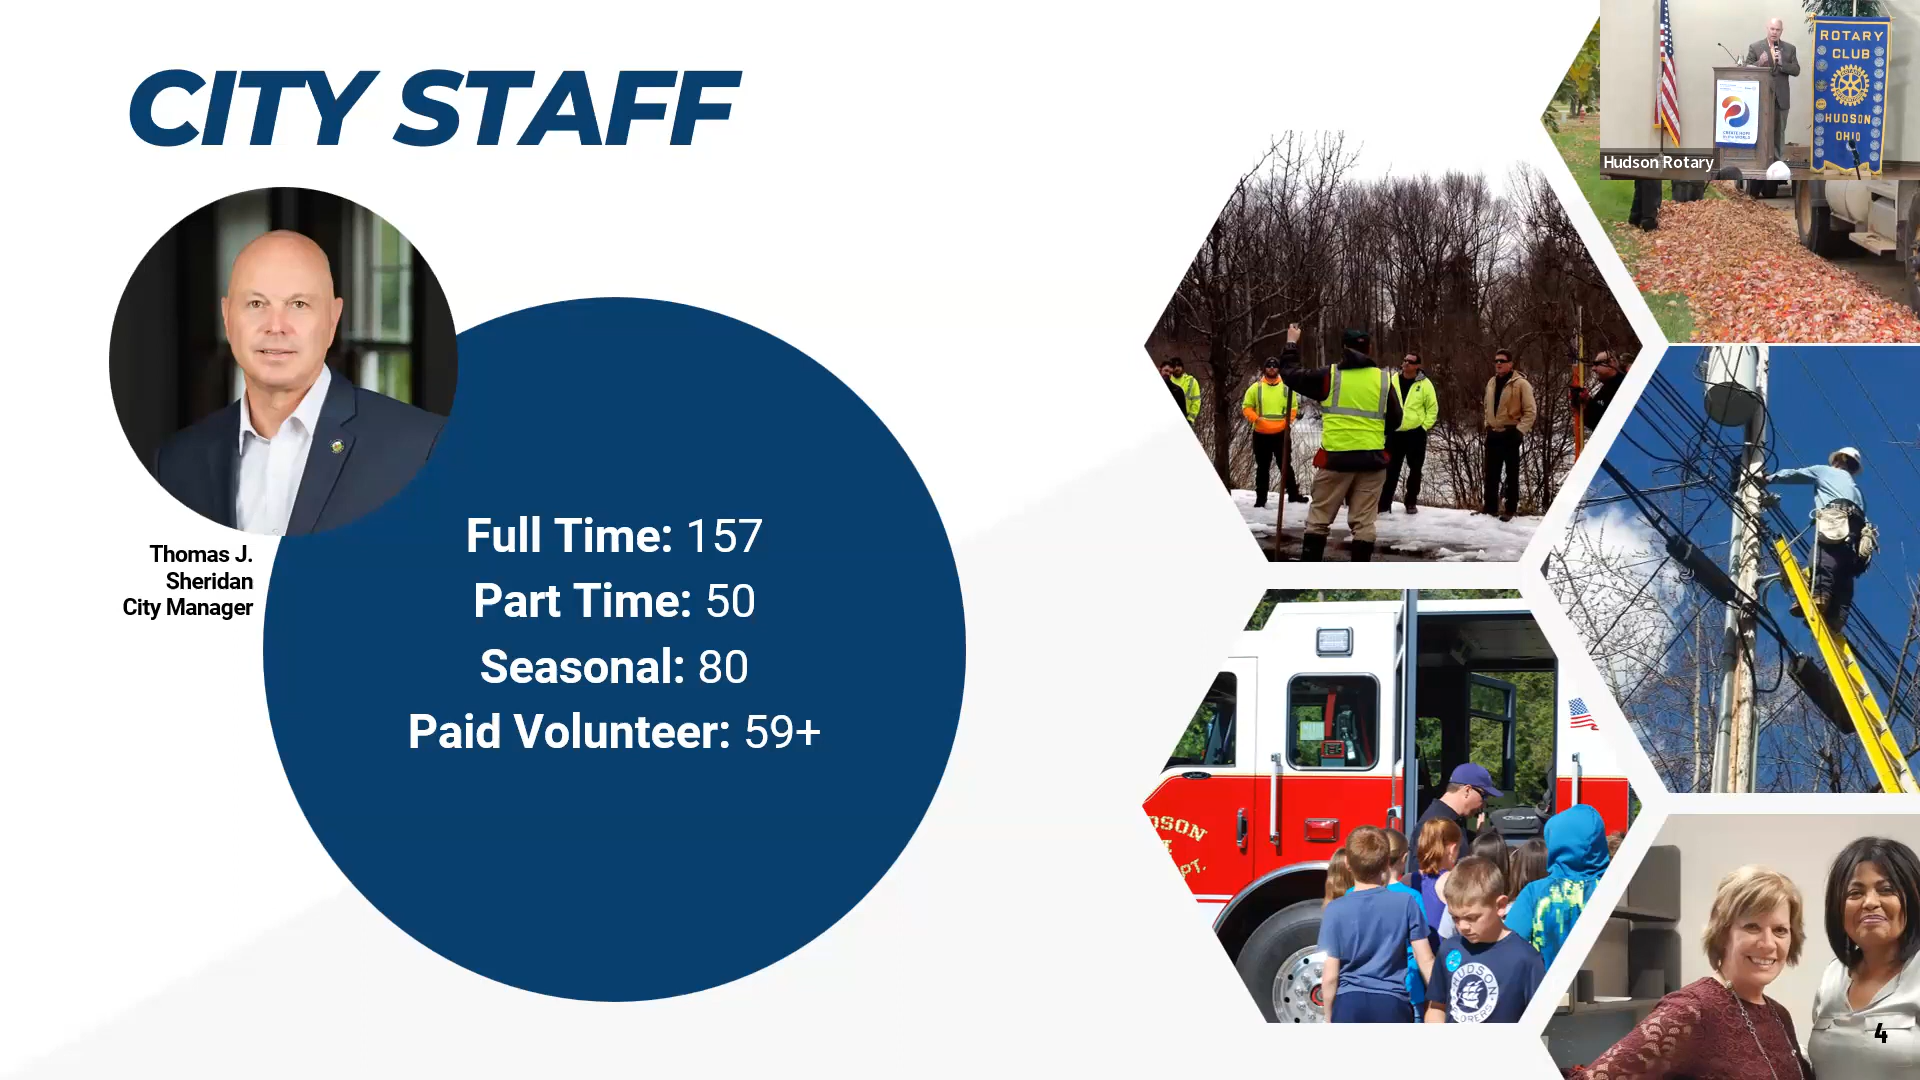 CITY STAFF
Thomas J.
Sheridan
City Manager
Full Time: 157
Part Time: 50
Seasonal: 80
Paid Volunteer: 59+
ROTARY
CLUB
HUDSON
OHIO
Hudson Rotary
HUDSON
4